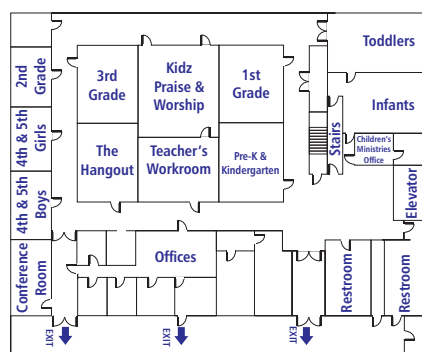 Toddlers
2nd
Grade
3rd
Grade
Kidz
Praise &
Worship
1st
Grade
Infants
4th & 5th
Girls
Stairs
Children's
Ministries
Office
The
Hangout
Teacher's
Workroom
Pre-K &
Kindergarten
4th & 5th
Boys
Elevator
Conference
Room
Offices
Restroom
Restroom
EXIT
EXIT
EXIT